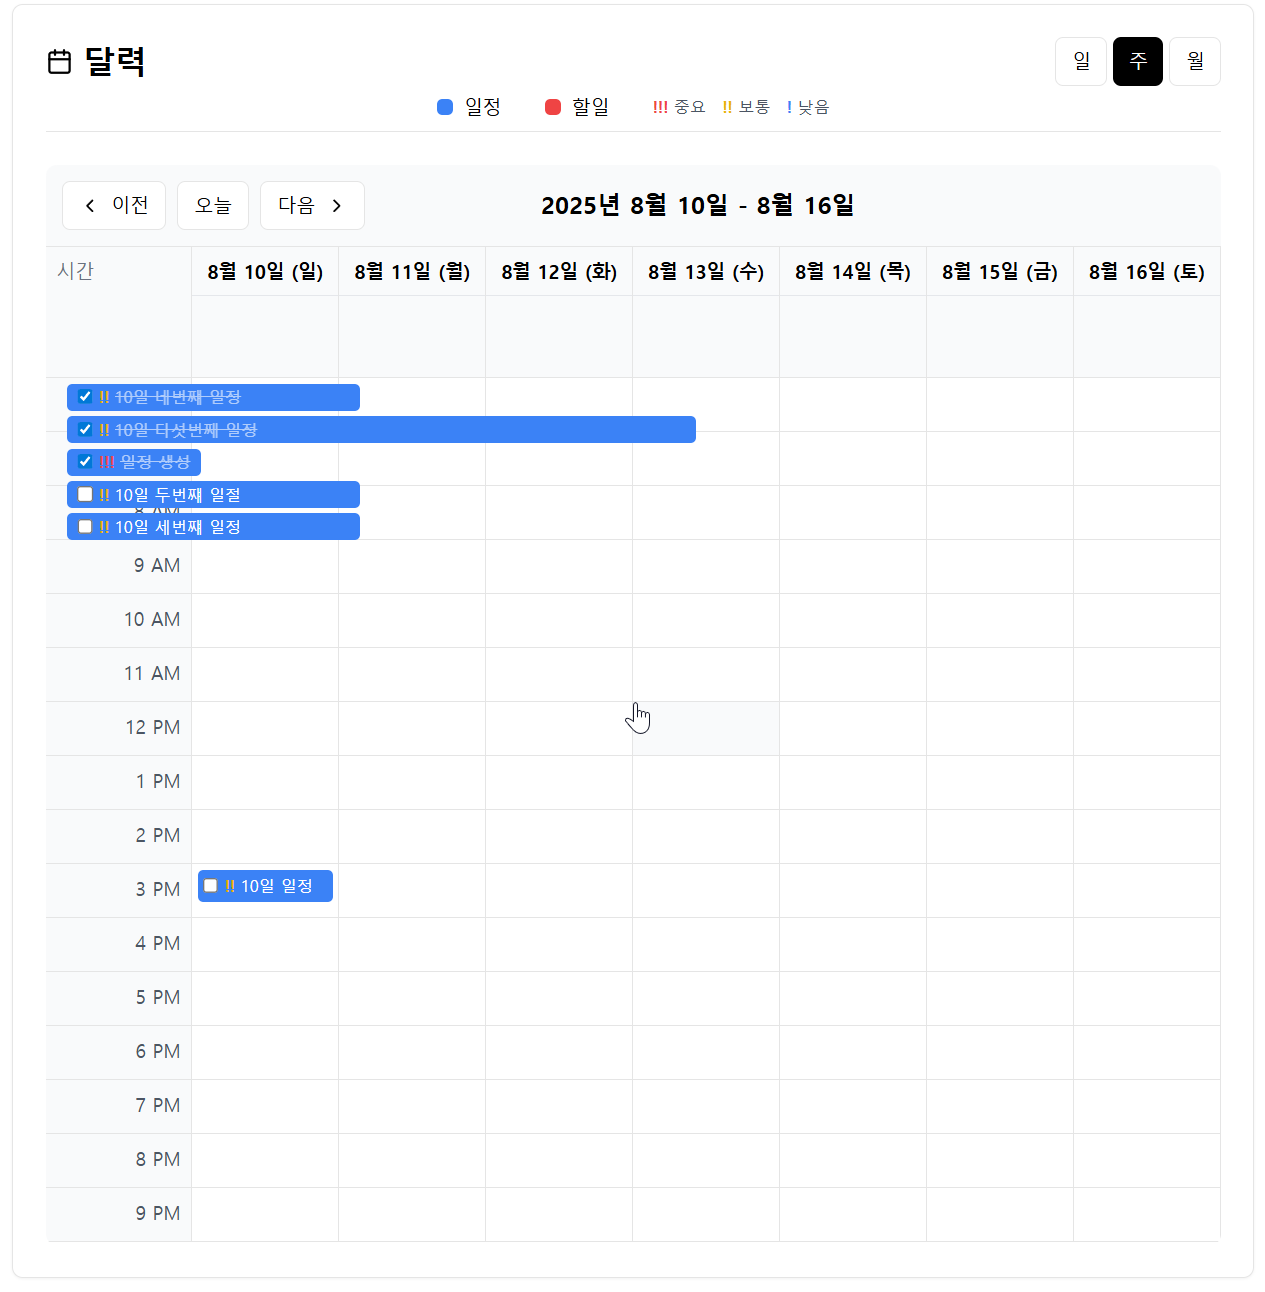 달력
일 주 월
일정 할일 !!! 중요 !! 보통 ! 낮음
이전 오늘 다음 2025년 8월 10일 - 8월 16일
시간 8월 10일 (일) 8월 11일 (월) 8월 12일 (화) 8월 13일 (수) 8월 14일 (목) 8월 15일 (금) 8월 16일 (토)
!! 10일 네번째 일정
!! 10일 다섯번째 일정
!!! 일정 생성
!! 10일 두번째 일절
8 AM
!! 10일 세번째 일정
9 AM
10 AM
11 AM
12 PM
1 PM
2 PM
3 PM !! 10일 일정
4 PM
5 PM
6 PM
7 PM
8 PM
9 PM